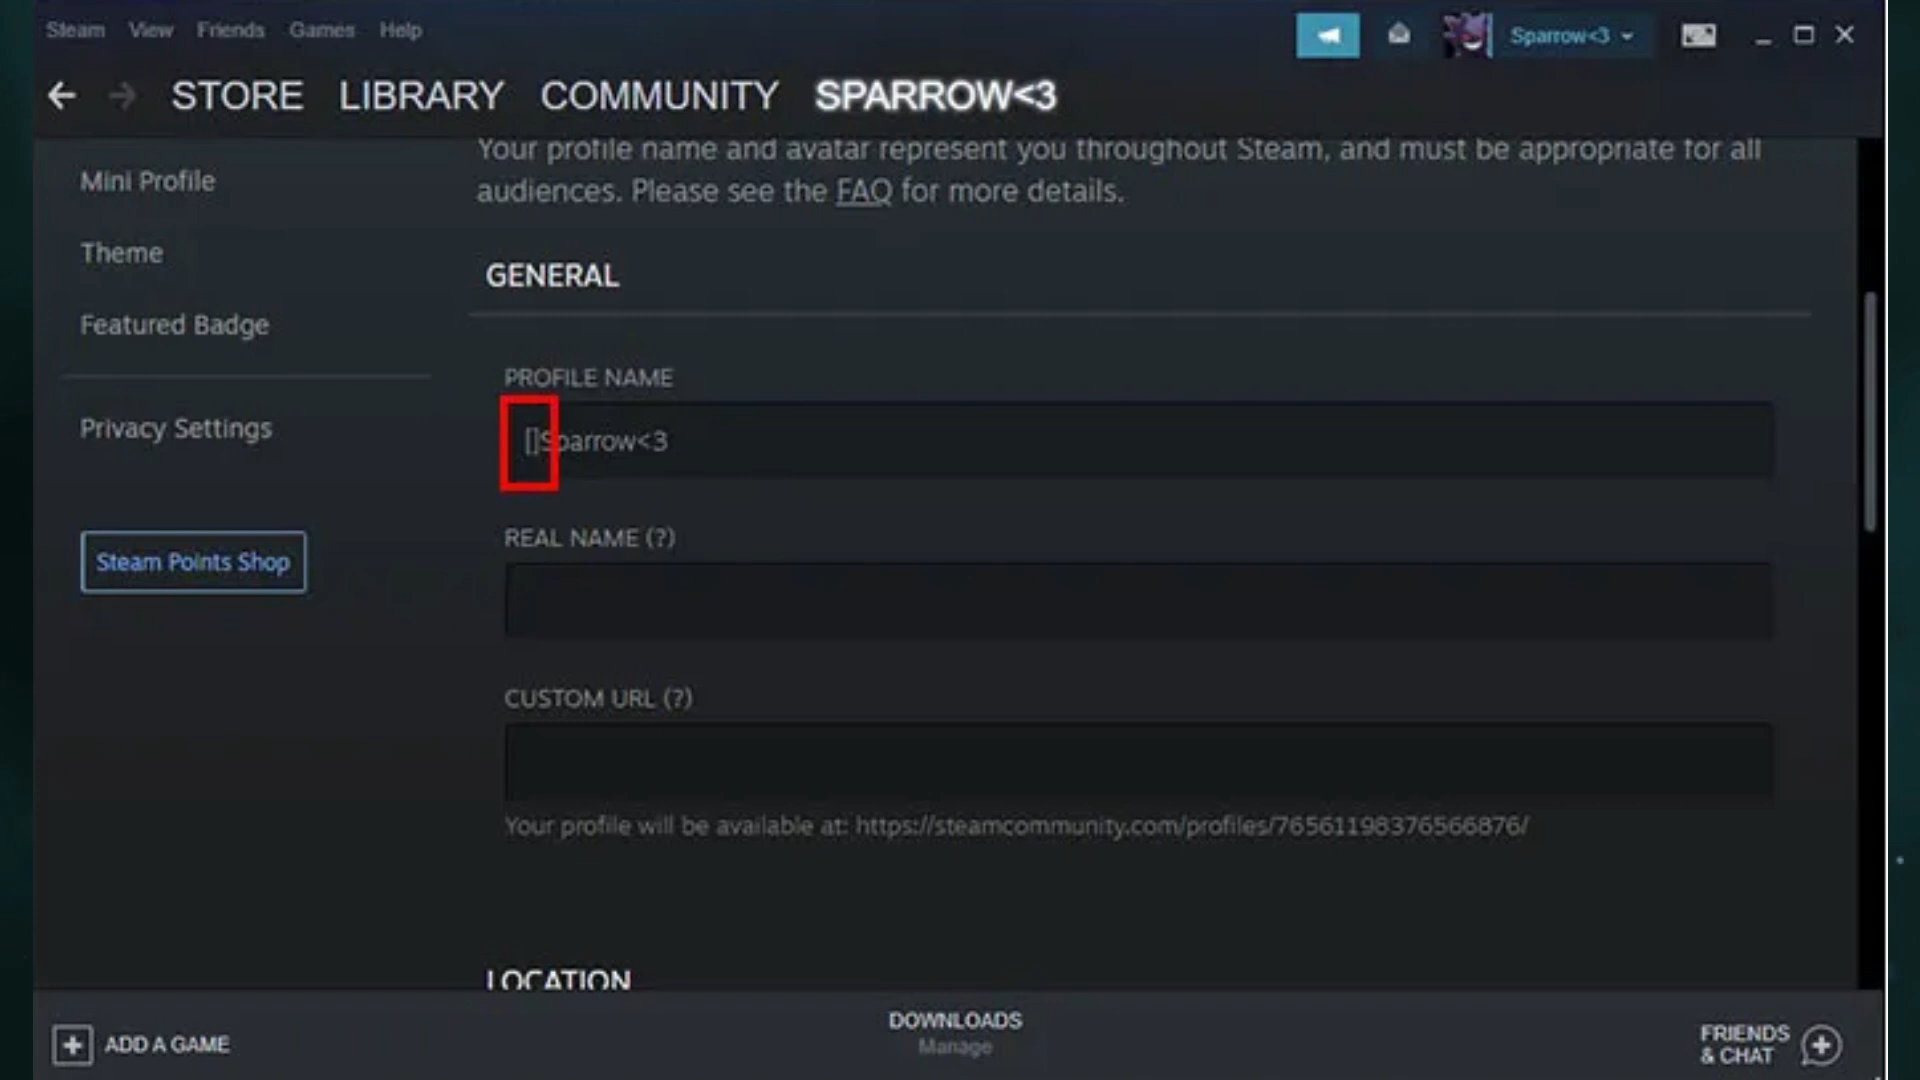 Steam View Friends Games Help
Sparrow<3
STORE LIBRARY COMMUNITY SPARROW<3
Your profile name and avatar represent you throughout Steam, and must be appropriate for all
audiences. Please see the FAQ for more details.
Mini Profile
Theme
Featured Badge
Privacy Settings
Steam Points Shop
GENERAL
PROFILE NAME
[]Sparrow<3
REAL NAME (?)
CUSTOM URL (?)
Your profile will be available at: https://steamcommunity.com/profiles/76561198376566876/
LOCATION
ADD A GAME
DOWNLOADS
Manage
FRIENDS
& CHAT